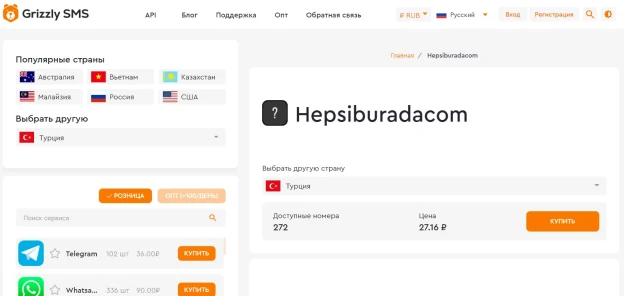 Grizzly SMS
API Блог Поддержка Опт Обратная связь ₽ RUB Русский Вход Регистрация
Популярные страны
Австралия Вьетнам Казахстан
Малайзия Россия США
Выбрать другую
Турция
РОЗНИЦА ОПТ (>100/ДЕНЬ)
Поиск сервиса
Telegram 102 шт 36.00₽ КУПИТЬ
Whatsa... 336 шт 90.00₽ КУПИТЬ
Главная / Hepsiburadacom
? Hepsiburadacom
Выбрать другую страну
Турция
Доступные номера Цена
272 27.16 ₽ КУПИТЬ